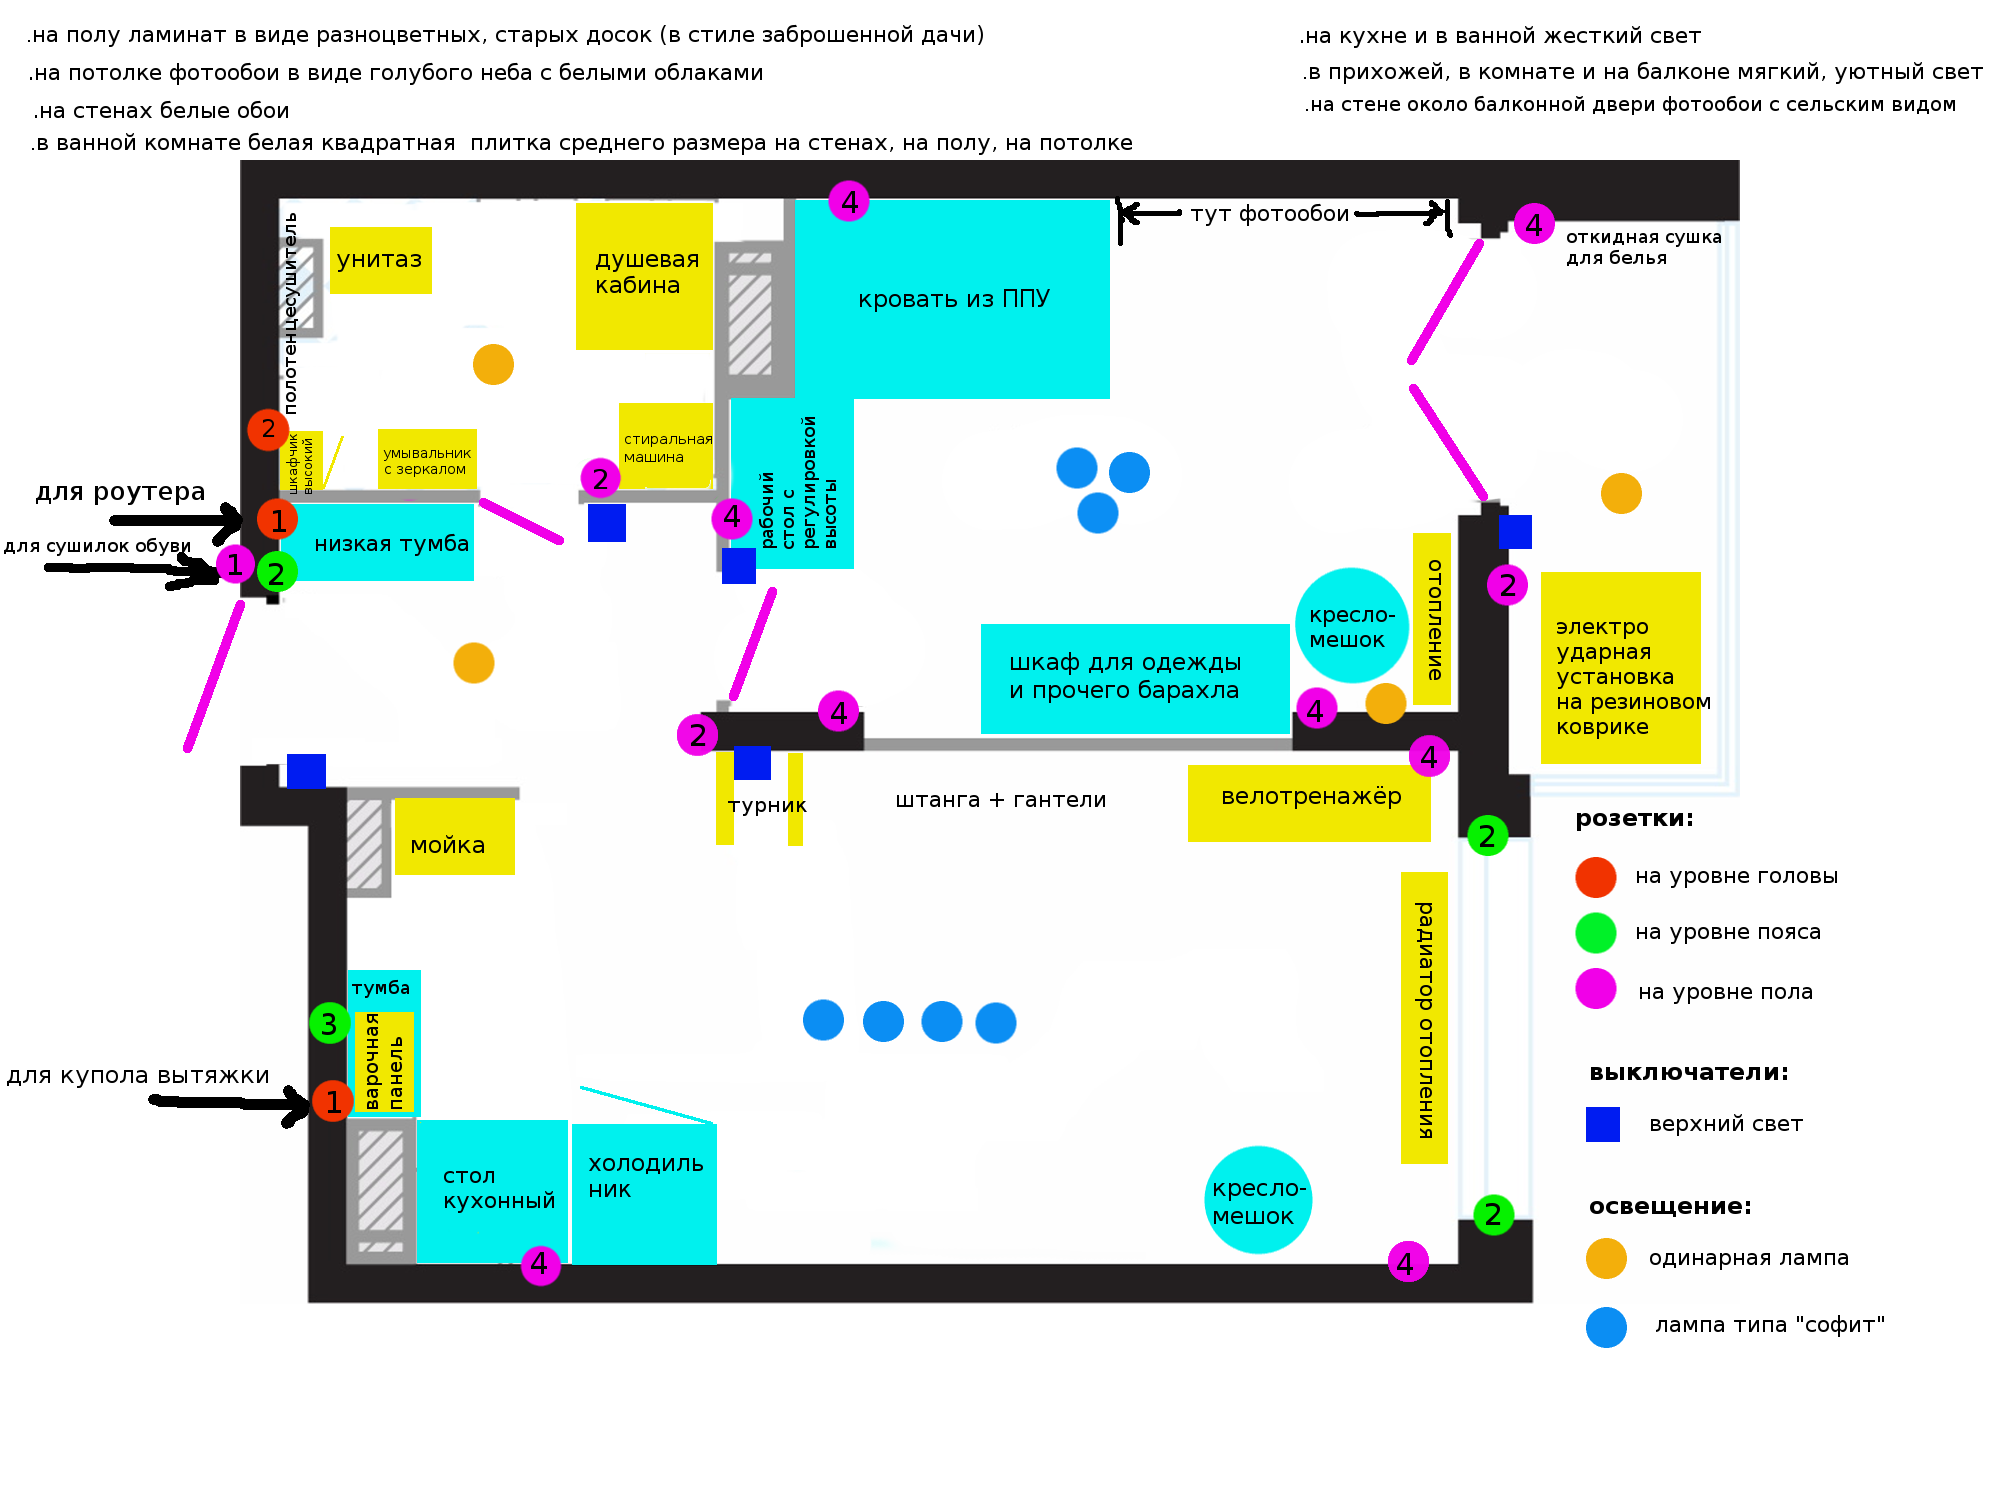 .на полу ламинат в виде разноцветных, старых досок (в стиле заброшенной дачи)
.на потолке фотообои в виде голубого неба с белыми облаками
.на стенах белые обои
.в ванной комнате белая квадратная  плитка среднего размера на стенах, на полу, на потолке
.на кухне и в ванной жесткий свет
.в прихожей, в комнате и на балконе мягкий, уютный свет
.на стене около балконной двери фотообои с сельским видом
4
тут фотообои
4
откидная сушка
для белья
полотенцесушитель
унитаз
душевая
кабина
кровать из ППУ
2
шкафчик
высокий
умывальник
с зеркалом
стиральная
машина
2
рабочий
стол с
регулировкой
высоты
4
для роутера
1
для сушилок обуви
1
2
низкая тумба
отопление
кресло-
мешок
2
электро
ударная
установка
на резиновом
коврике
шкаф для одежды
и прочего барахла
4
4
2
4
турник
штанга + гантели
велотренажёр
2
мойка
радиатор отопления
тумба
варочная
панель
3
для купола вытяжки
1
стол
кухонный
холодиль
ник
кресло-
мешок
2
4
4
розетки:
на уровне головы
на уровне пояса
на уровне пола
выключатели:
верхний свет
освещение:
одинарная лампа
лампа типа "софит"